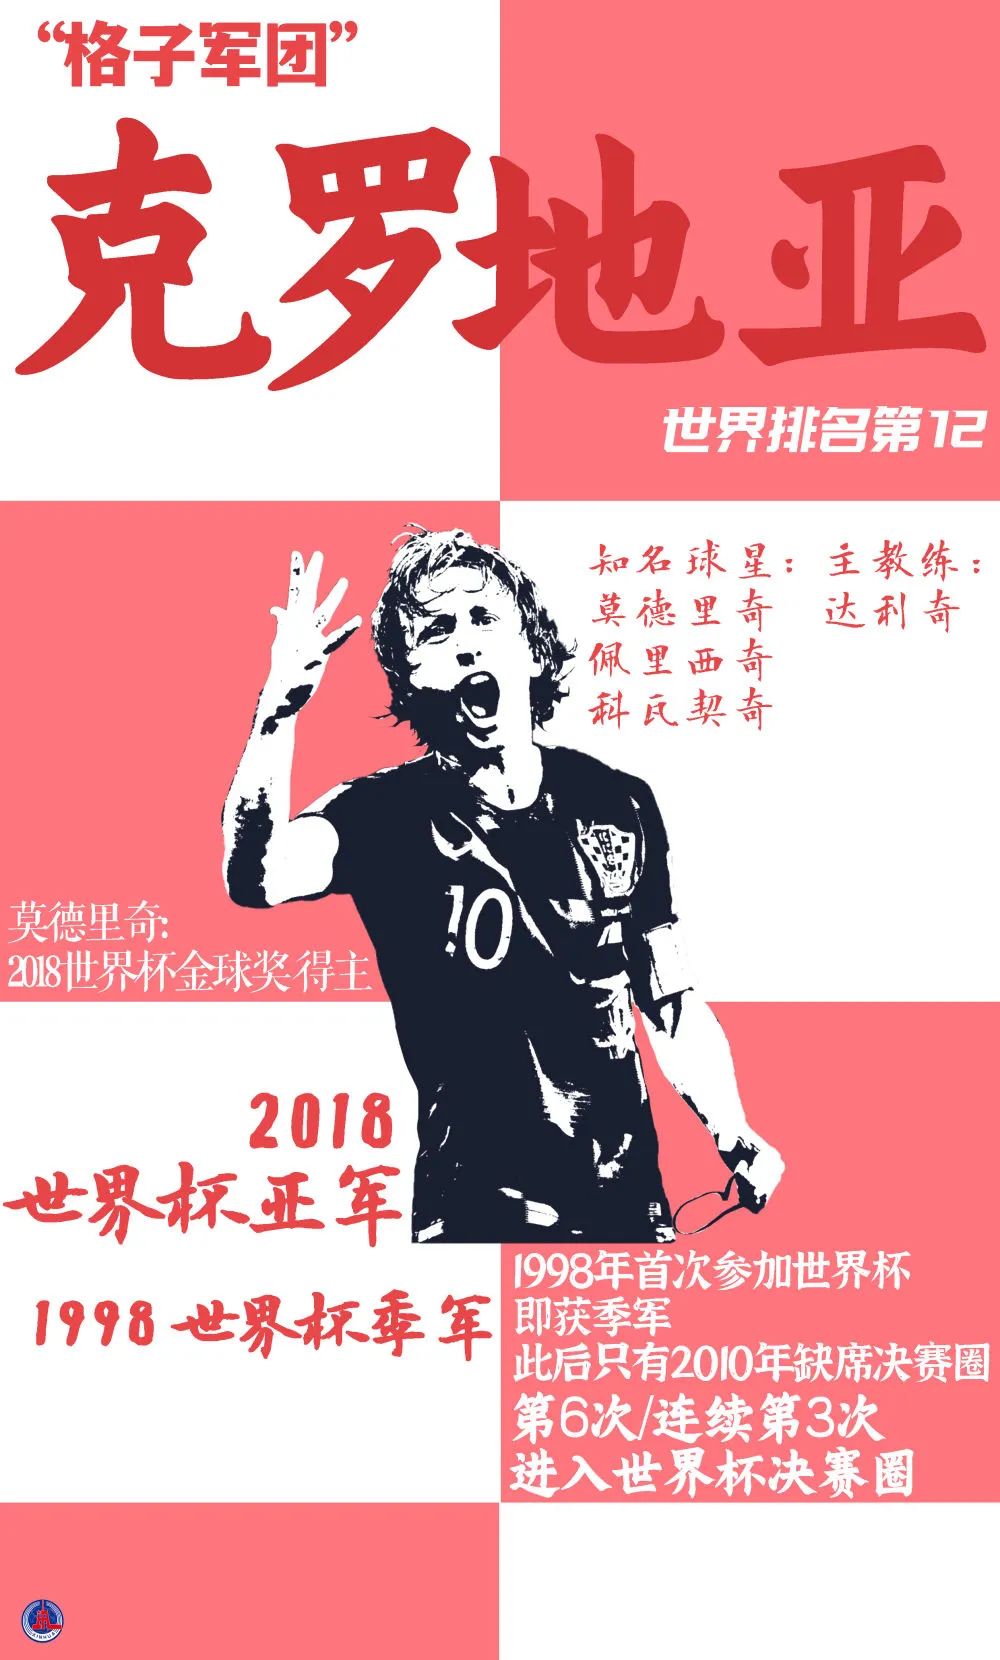 “格子军团”
克罗地亚
世界排名第12
知名球星：
莫德里奇
佩里西奇
科瓦契奇
主教练：
达利奇
莫德里奇:
2018世界杯金球奖得主
10
2018
世界杯亚军
1998世界杯季军
1998年首次参加世界杯
即获季军
此后只有2010年缺席决赛圈
第6次/连续第3次
进入世界杯决赛圈
XINHUA